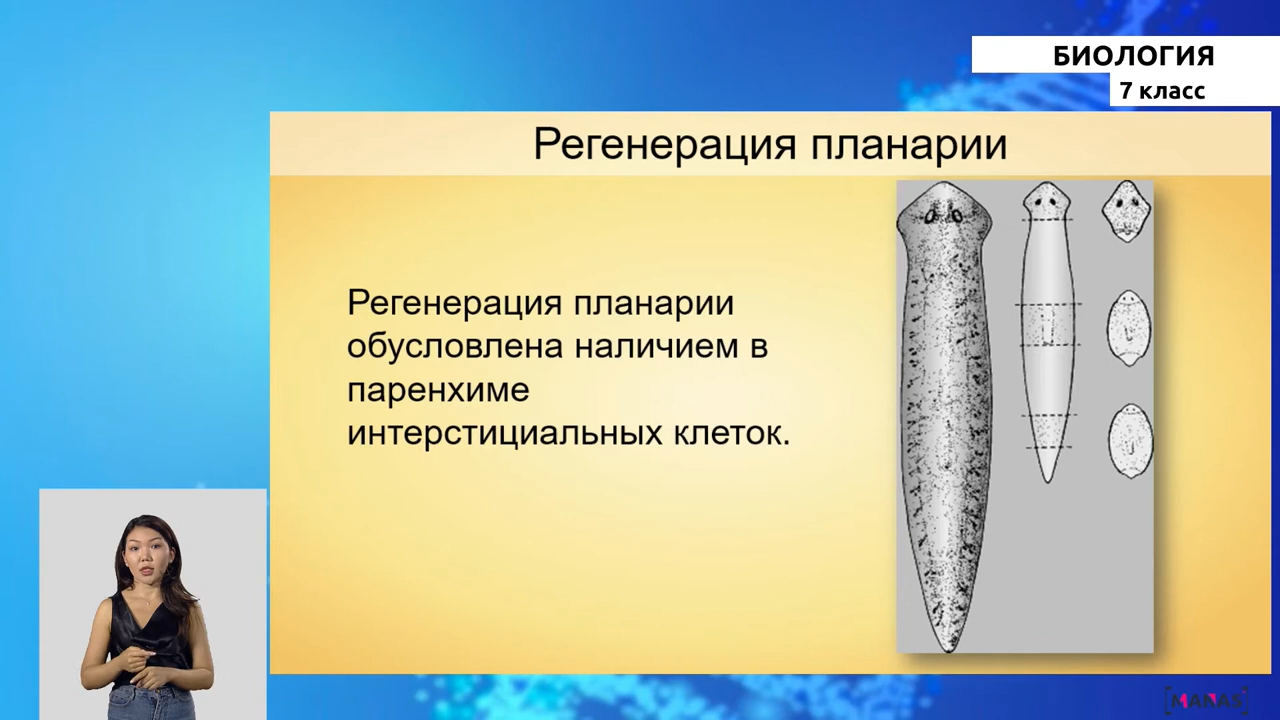 БИОЛОГИЯ
7 класс
Регенерация планарии
Регенерация планарии
обусловлена наличием в
паренхиме
интерстициальных клеток.
MANAS